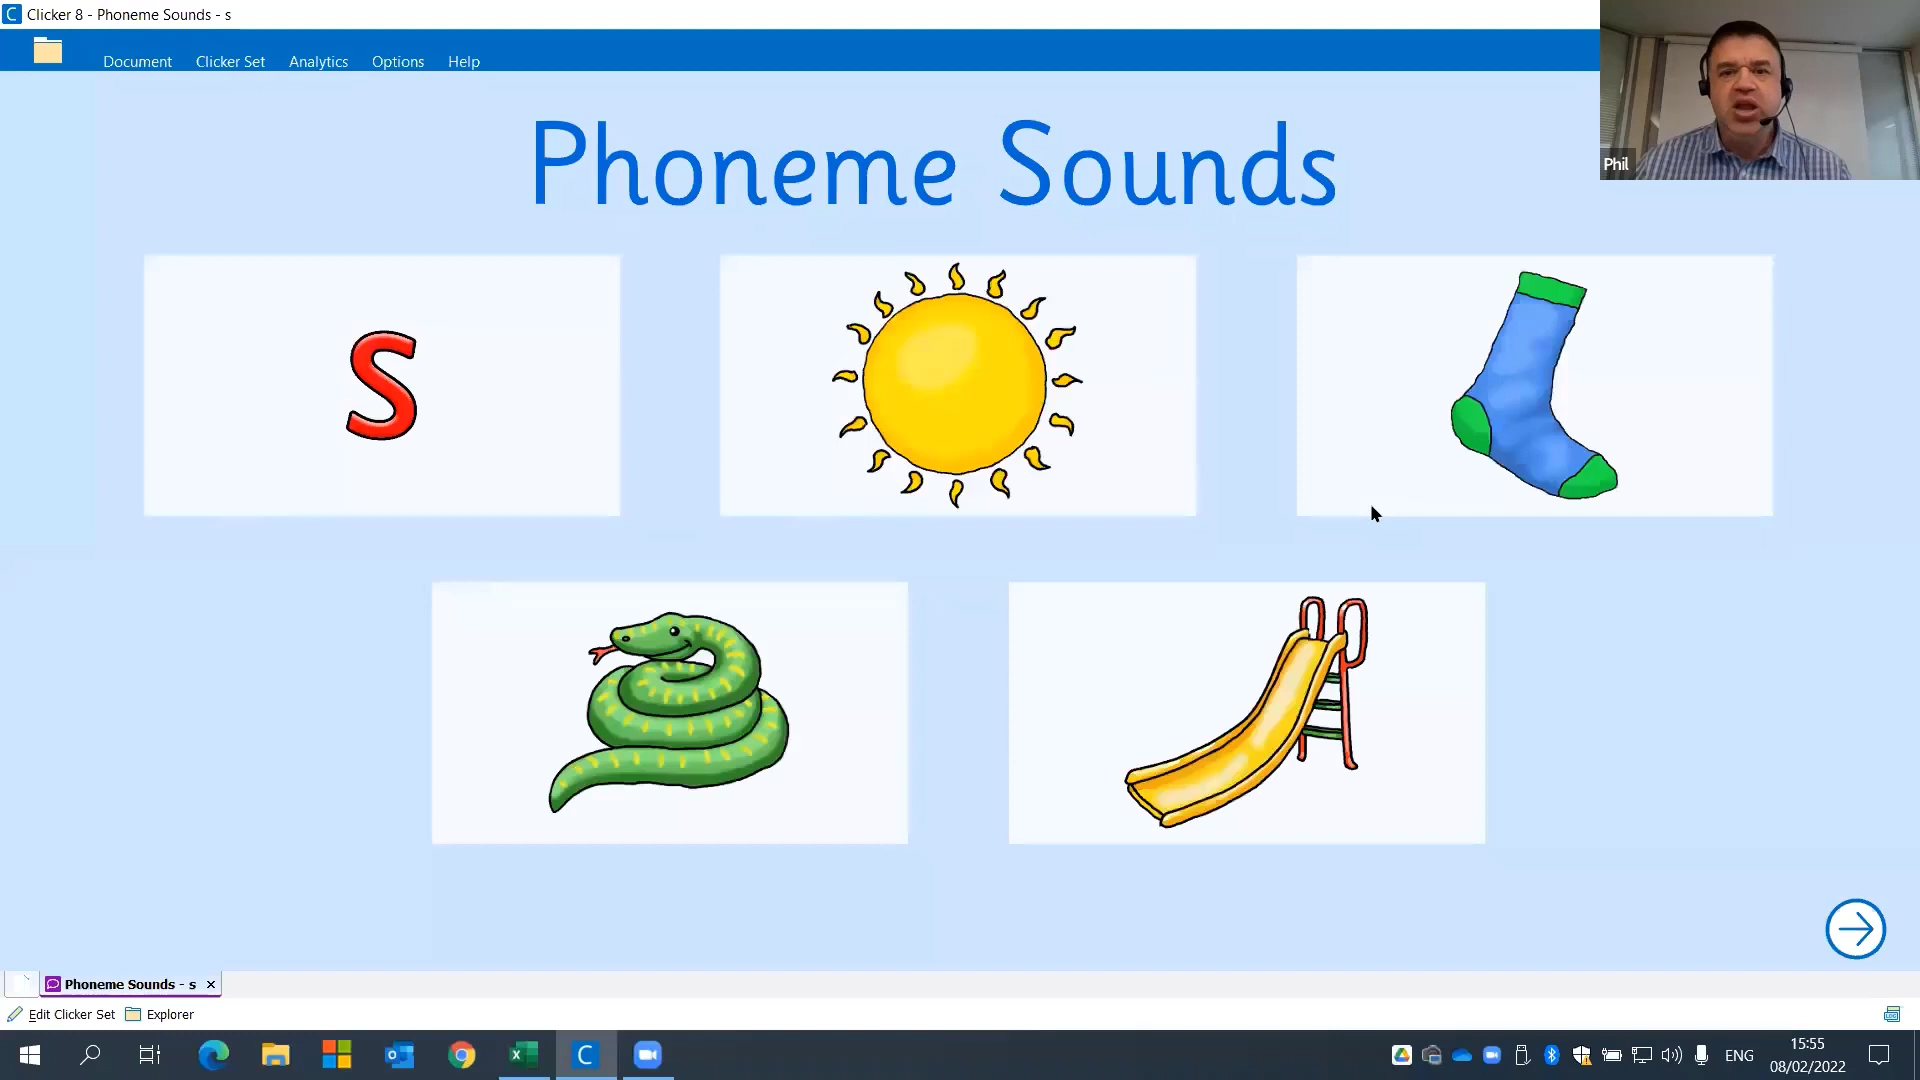 Clicker 8 - Phoneme Sounds - s
Document Clicker Set Analytics Options Help
Phoneme Sounds
Phil
s
Phoneme Sounds - s
Edit Clicker Set Explorer
ENG
15:55
08/02/2022